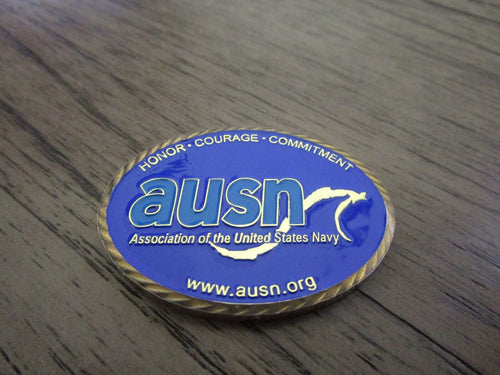 HONOR • COURAGE • COMMITMENT
ausn
Association of the United States Navy
www.ausn.org